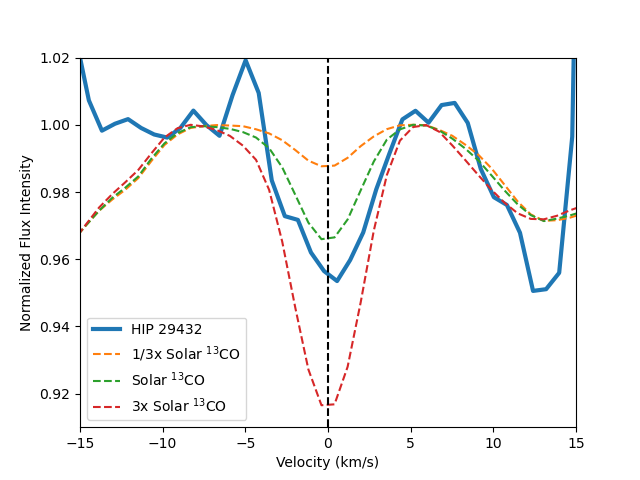 1.02
1.00
0.98
0.96
0.94
0.92
Normalized Flux Intensity
HIP 29432
1/3x Solar ¹³CO
Solar ¹³CO
3x Solar ¹³CO
−15 −10 −5 0 5 10 15
Velocity (km/s)